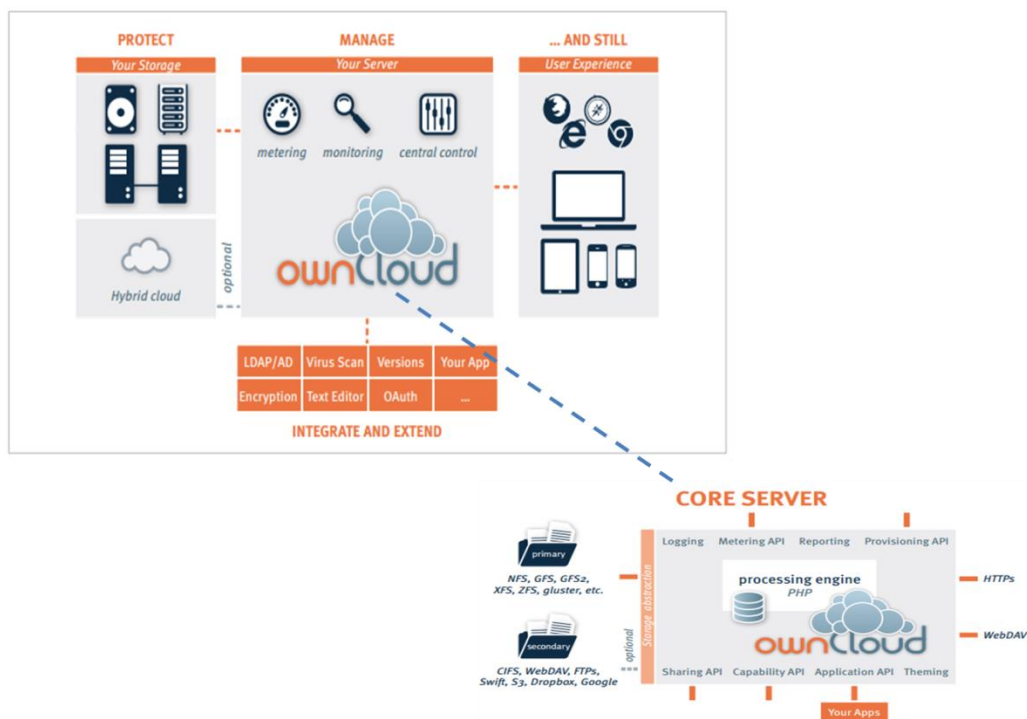 PROTECT
Your Storage
Hybrid cloud
optional
MANAGE
Your Server
metering monitoring central control
ownCloud
... AND STILL
User Experience
LDAP/AD Virus Scan Versions Your App
Encryption Text Editor OAuth ...
INTEGRATE AND EXTEND
CORE SERVER
primary
NFS, GFS, GFS2,
XFS, ZFS, gluster, etc.
secondary
CIFS, WebDAV, FTPs,
Swift, S3, Dropbox, Google
optional
Storage abstraction
Logging Metering API Reporting Provisioning API
processing engine
PHP
ownCloud
Sharing API Capability API Application API Theming
Your Apps
HTTPs
WebDAV